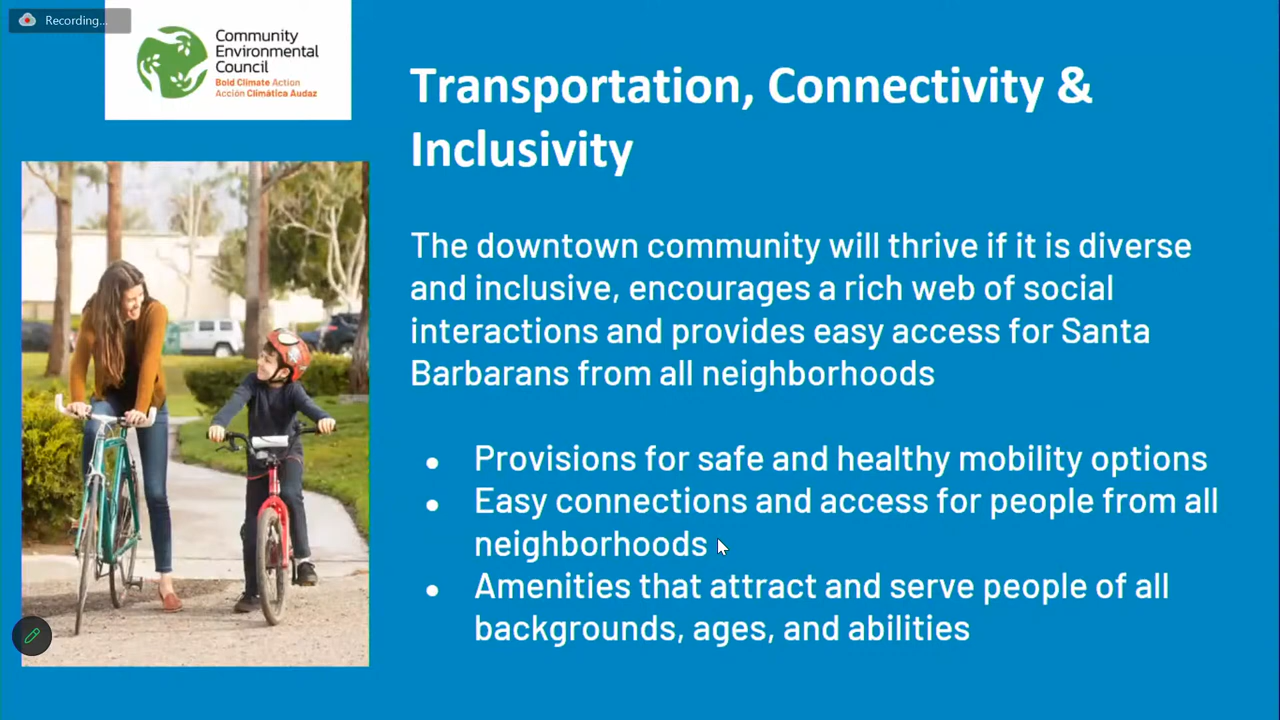 Recording...
Community
Environmental
Council
Bold Climate Action
Acción Climática Audaz
Transportation, Connectivity &
Inclusivity
The downtown community will thrive if it is diverse
and inclusive, encourages a rich web of social
interactions and provides easy access for Santa
Barbarans from all neighborhoods
● Provisions for safe and healthy mobility options
● Easy connections and access for people from all
neighborhoods
● Amenities that attract and serve people of all
backgrounds, ages, and abilities